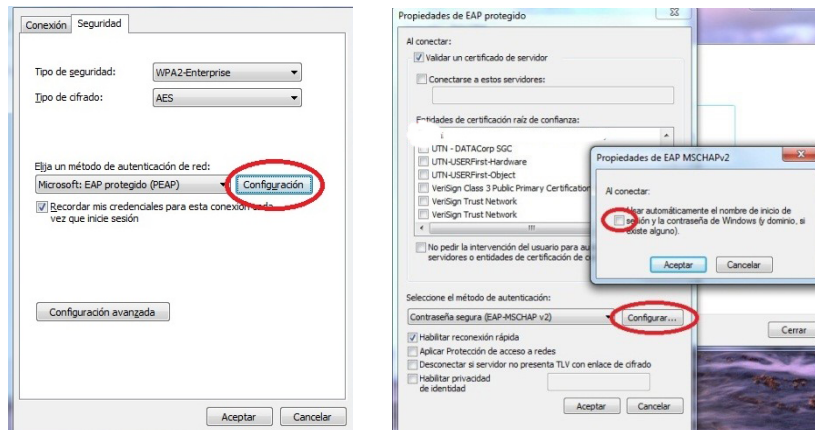 Conexión Seguridad
Tipo de seguridad: WPA2-Enterprise
Tipo de cifrado: AES
Elija un método de autenticación de red:
Microsoft: EAP protegido (PEAP) Configuración
Recordar mis credenciales para esta conexión cada
vez que inicie sesión
Configuración avanzada
Aceptar Cancelar
Propiedades de EAP protegido
Al conectar:
Validar un certificado de servidor
Conectarse a estos servidores:
Entidades de certificación raíz de confianza:
UTN - DATACorp SGC
UTN-USERFirst-Hardware
UTN-USERFirst-Object
VeriSign Class 3 Public Primary Certification
VeriSign Trust Network
VeriSign Trust Network
No pedir la intervención del usuario para
servidores o entidades de certificación de
Seleccione el método de autenticación:
Contraseña segura (EAP-MSCHAP v2) Configurar...
Habilitar reconexión rápida
Aplicar Protección de acceso a redes
Desconectar si servidor no presenta TLV con enlace de cifrado
Habilitar privacidad
de identidad
Aceptar Cancelar
Propiedades de EAP MSCHAPv2
Al conectar:
Usar automáticamente el nombre de inicio de
sesión y la contraseña de Windows (y dominio, si
existe alguno).
Aceptar Cancelar
Cerrar